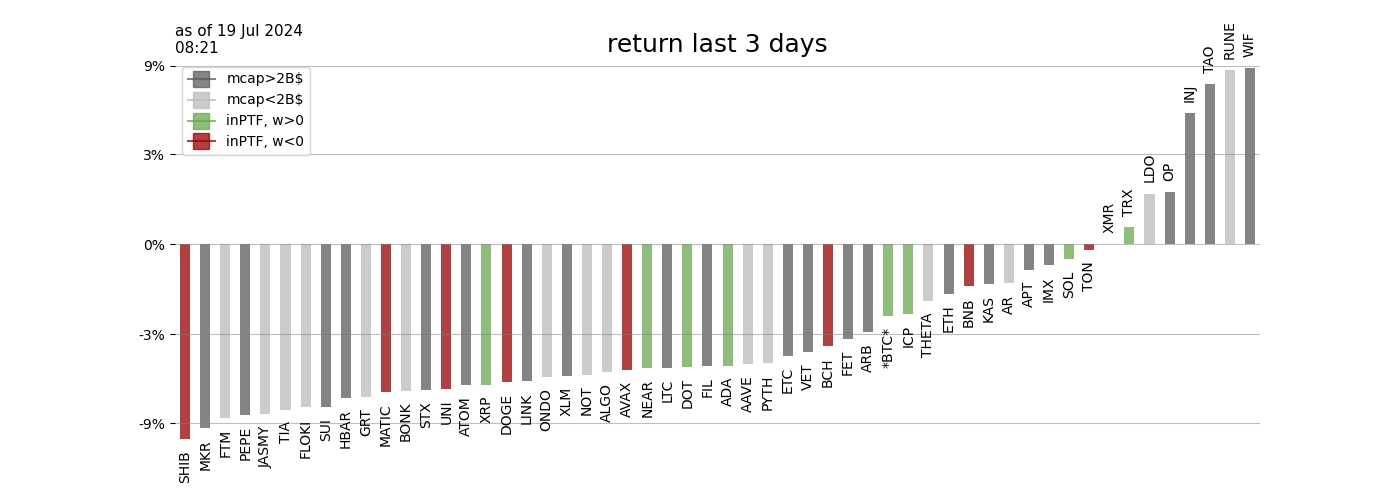 as of 19 Jul 2024
08:21
return last 3 days
9%
3%
0%
-3%
-9%
mcap>2B$
mcap<2B$
inPTF, w>0
inPTF, w<0
SHIB
MKR
FTM
PEPE
JASMY
TIA
FLOKI
SUI
HBAR
GRT
MATIC
BONK
STX
UNI
ATOM
XRP
DOGE
LINK
ONDO
XLM
NOT
ALGO
AVAX
NEAR
LTC
DOT
FIL
ADA
AAVE
PYTH
ETC
VET
BCH
FET
ARB
*BTC*
ICP
THETA
ETH
BNB
KAS
AR
APT
IMX
SOL
TON
XMR
TRX
LDO
OP
INJ
TAO
RUNE
WIF